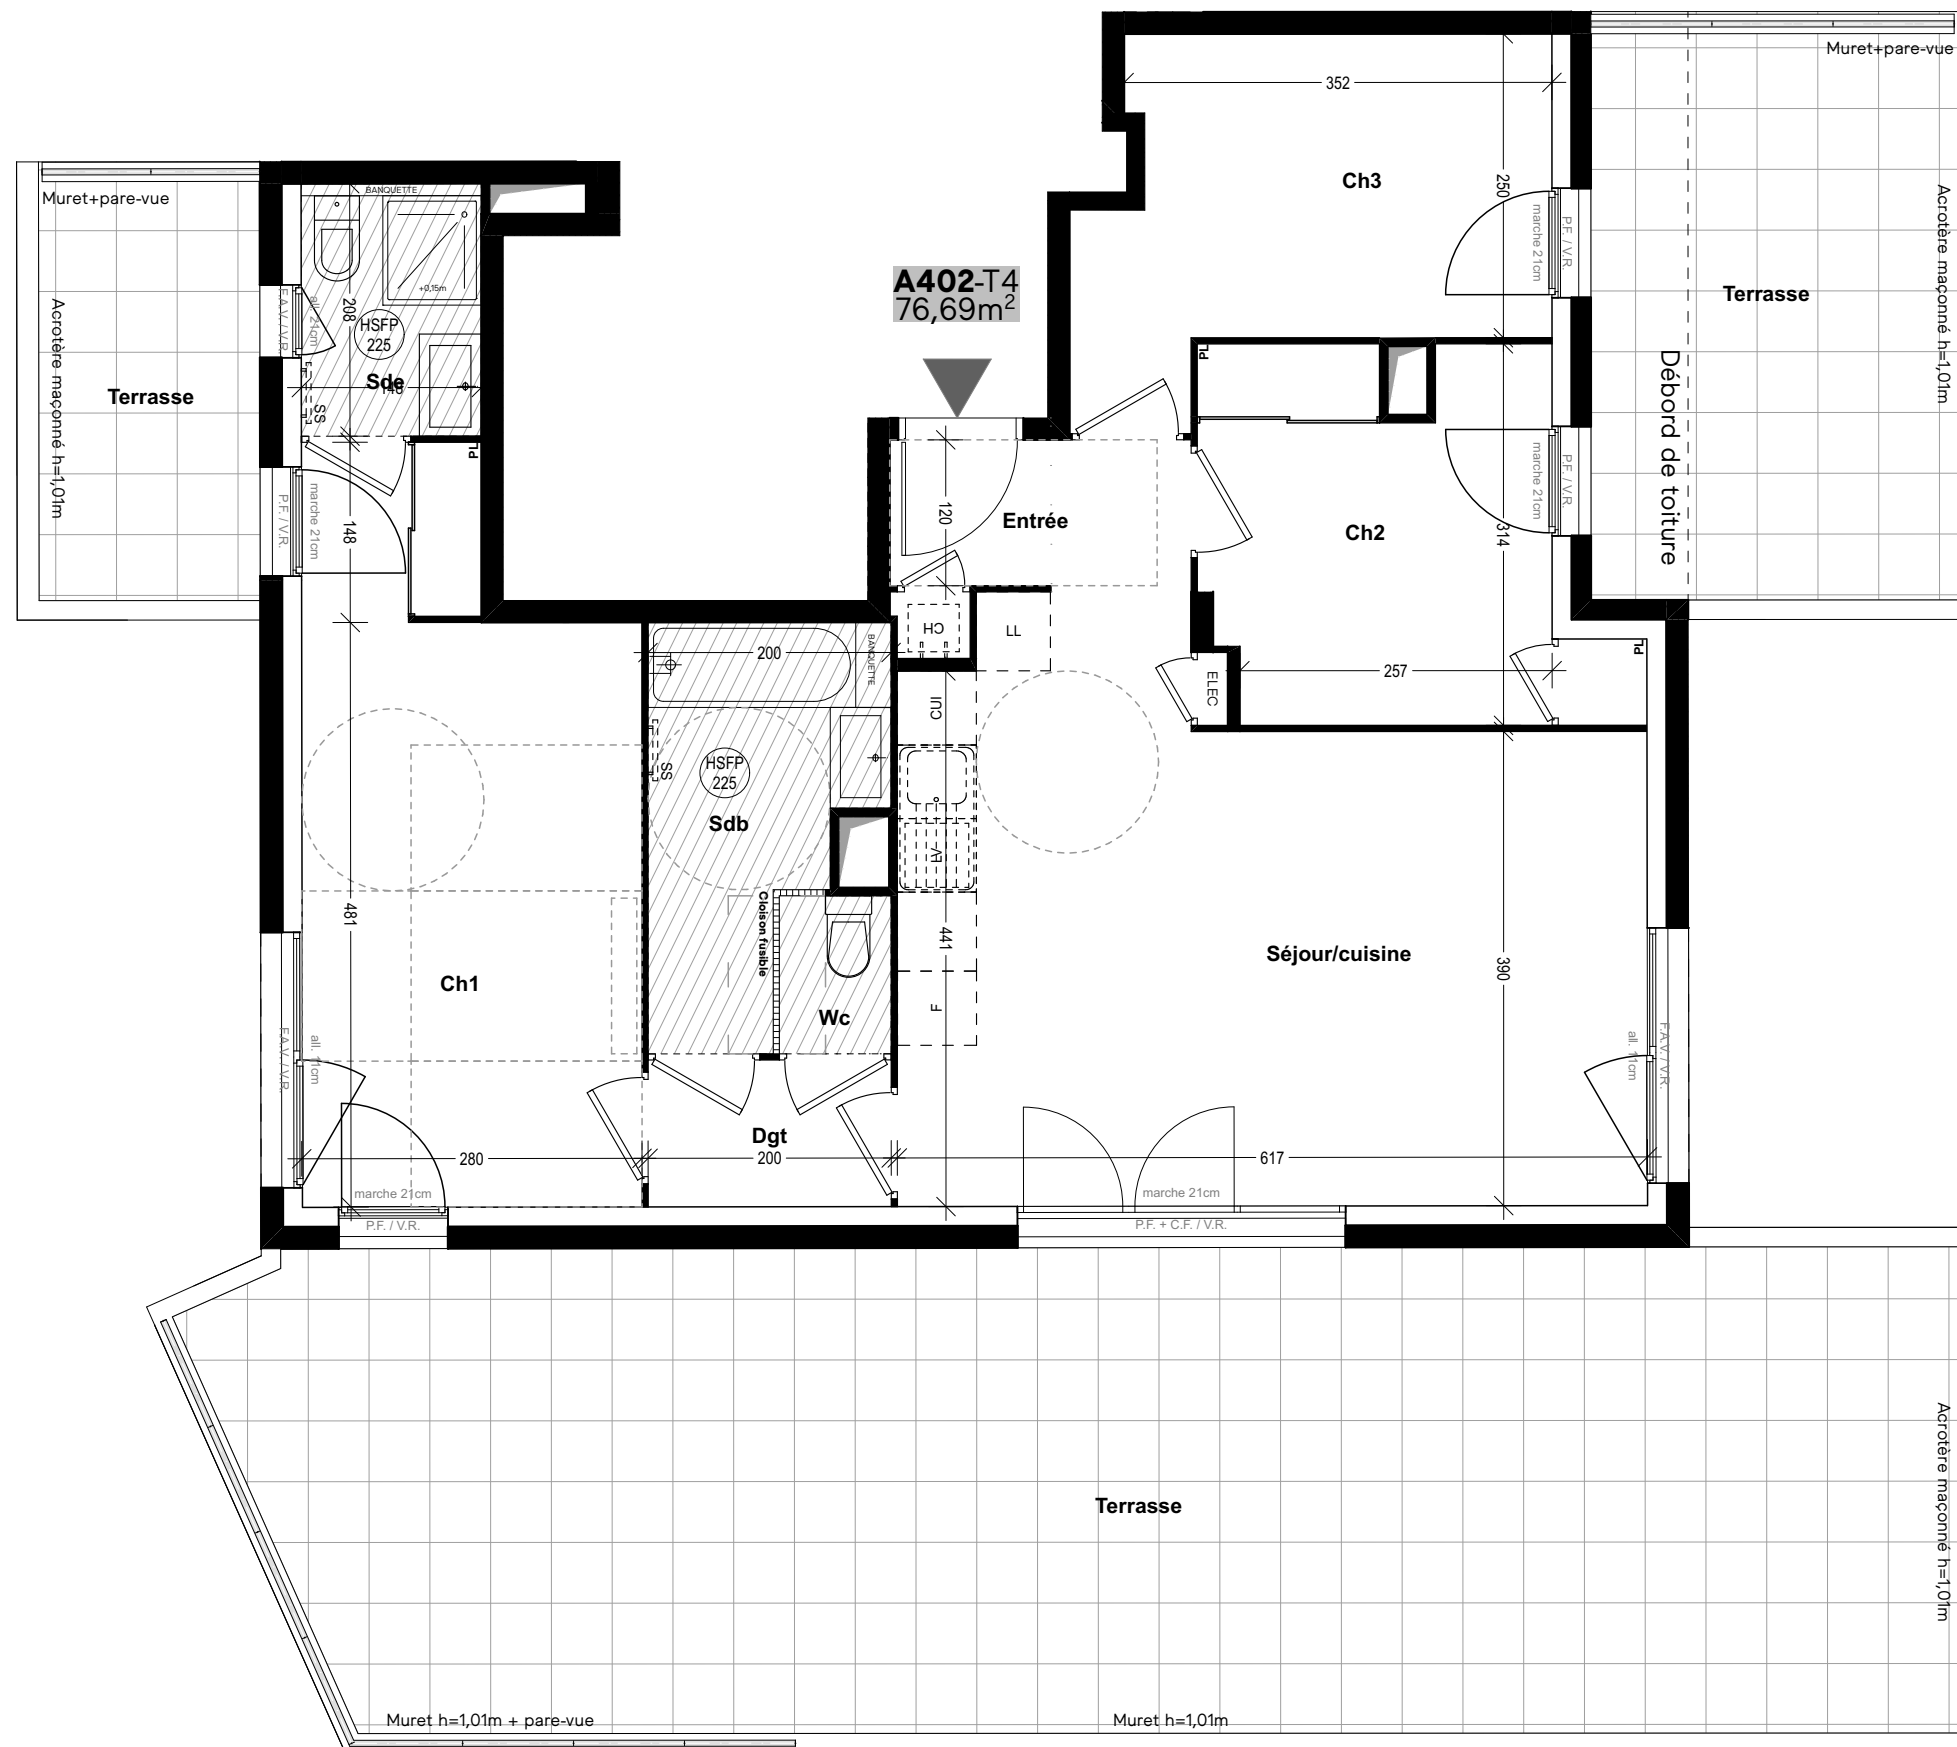 Muret+pare-vue
352
Muret+pare-vue
BANQUETTE
Ch3
250
marche 21cm
P.F. / V.R.
Acrotère maçonné h=1,01m
A402-T4
76,69m²
+0,15m
F.A.V. / V.R.
all. 21cm
208
HSFP
225
Terrasse
Acrotère maçonné h=1,01m
Terrasse
Sde
148
SS
PL
PL
Débord de toiture
P.F. / V.R.
marche 21cm
148
120
Entrée
Ch2
marche 21cm
P.F. / V.R.
314
CH
LL
200
BANQUETTE
ELEC
257
PL
CUI
HSFP
225
SS
Sdb
LV
481
Cloison fusible
441
Séjour/cuisine
390
Ch1
F
Wc
F.A.V. / V.R.
all. 11cm
all. 11cm
F.A.V. / V.R.
Dgt
280
200
617
marche 21cm
marche 21cm
P.F. / V.R.
P.F. + C.F. / V.R.
Terrasse
Acrotère maçonné h=1,01m
Muret h=1,01m + pare-vue
Muret h=1,01m